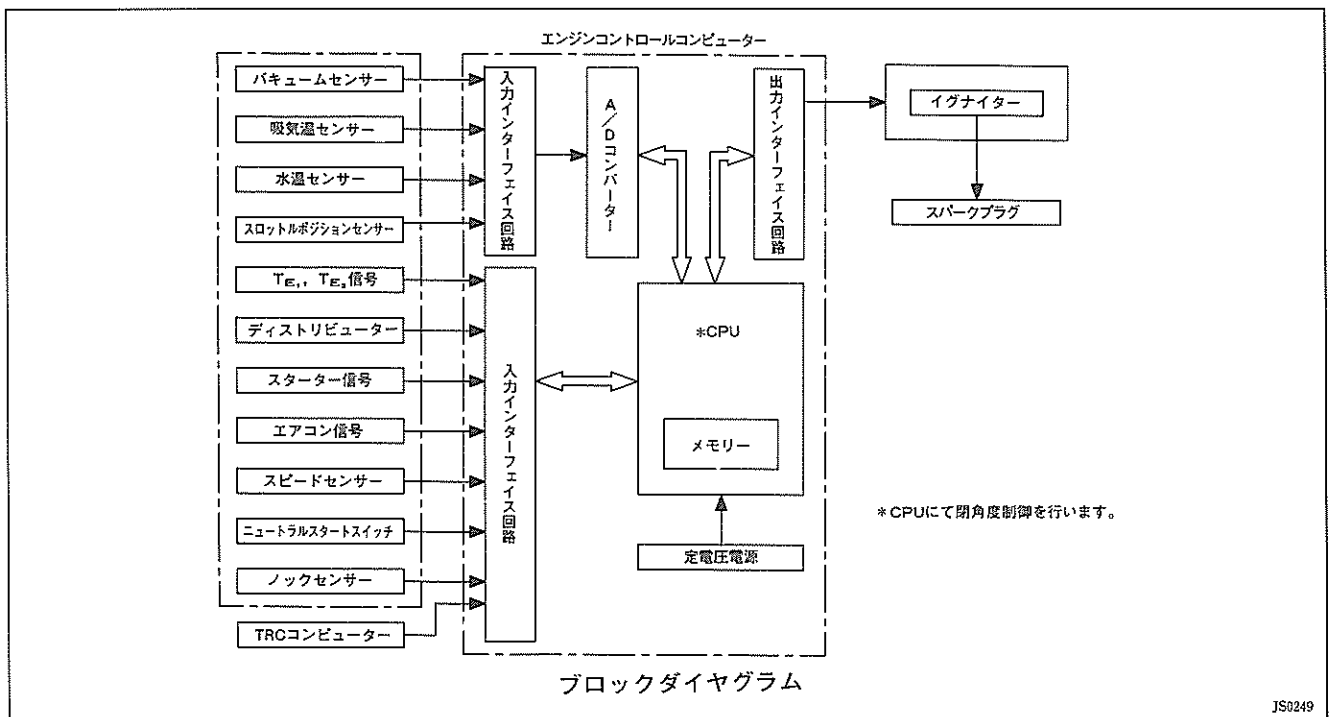 エンジンコントロールコンピューター
バキュームセンサー
吸気温センサー
水温センサー
スロットルポジションセンサー
TE₁, TE₂信号
ディストリビューター
スターター信号
エアコン信号
スピードセンサー
ニュートラルスタートスイッチ
ノックセンサー
TRCコンピューター
入力インターフェイス回路
入力インターフェイス回路
A/Dコンバーター
出力インターフェイス回路
*CPU
メモリー
定電圧電源
イグナイター
スパークプラグ
*CPUにて閉角度制御を行います。
ブロックダイヤグラム
JS0249